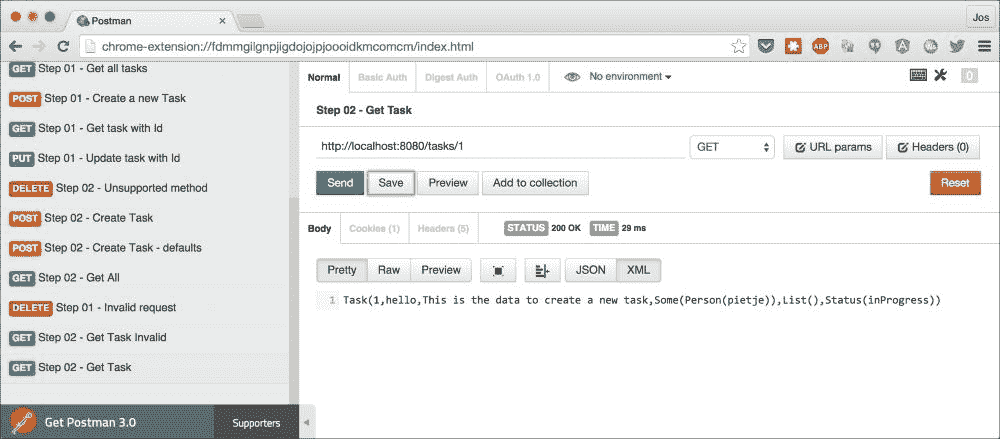 Postman
Jos
chrome-extension://fdmmgilgnpjigdojojpjoooidkmcomcm/index.html
ABP
GET Step 01 - Get all tasks
POST Step 01 - Create a new Task
GET Step 01 - Get task with Id
PUT Step 01 - Update task with Id
DELETE Step 02 - Unsupported method
POST Step 02 - Create Task
POST Step 02 - Create Task - defaults
GET Step 02 - Get All
DELETE Step 01 - Invalid request
GET Step 02 - Get Task Invalid
GET Step 02 - Get Task
Get Postman 3.0 Supporters
Normal Basic Auth Digest Auth OAuth 1.0 No environment 0
Step 02 - Get Task
http://localhost:8080/tasks/1 GET URL params Headers (0)
Send Save Preview Add to collection Reset
Body Cookies (1) Headers (5) STATUS 200 OK TIME 29 ms
Pretty Raw Preview JSON XML
1 Task(1,hello,This is the data to create a new task,Some(Person(pietje)),List(),Status(inProgress))